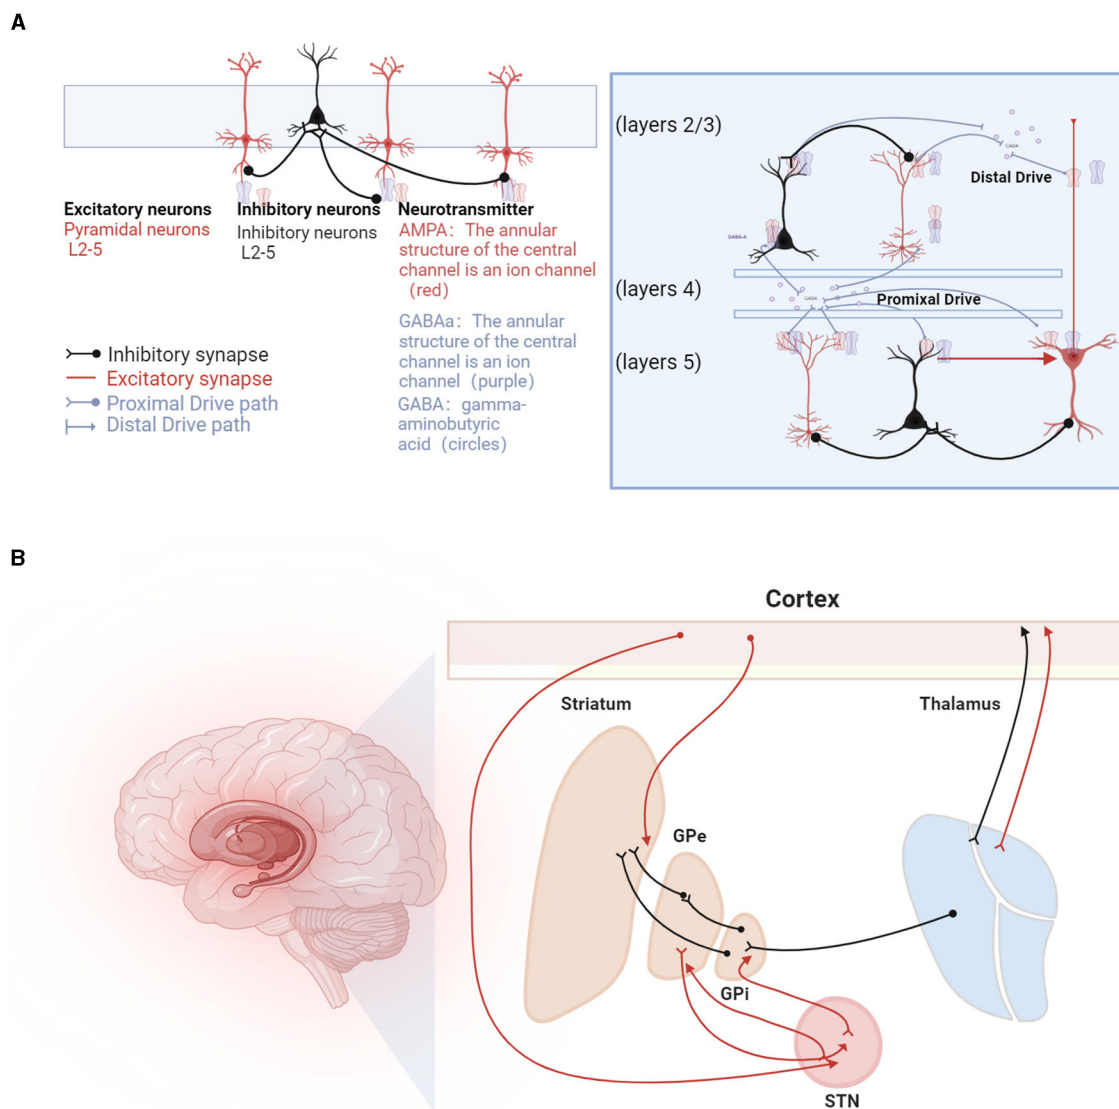 A
Excitatory neurons
Pyramidal neurons
L2-5
Inhibitory neurons
Inhibitory neurons
L2-5
Neurotransmitter
AMPA: The annular
structure of the central
channel is an ion channel
(red)
GABAa: The annular
structure of the central
channel is an ion
channel (purple)
GABA: gamma-
aminobutyric
acid (circles)
Inhibitory synapse
Excitatory synapse
Proximal Drive path
Distal Drive path
(layers 2/3)
GABA
Distal Drive
GABA-A
(layers 4)
GABA
Promixal Drive
(layers 5)
B
Cortex
Striatum
Thalamus
GPe
GPi
STN